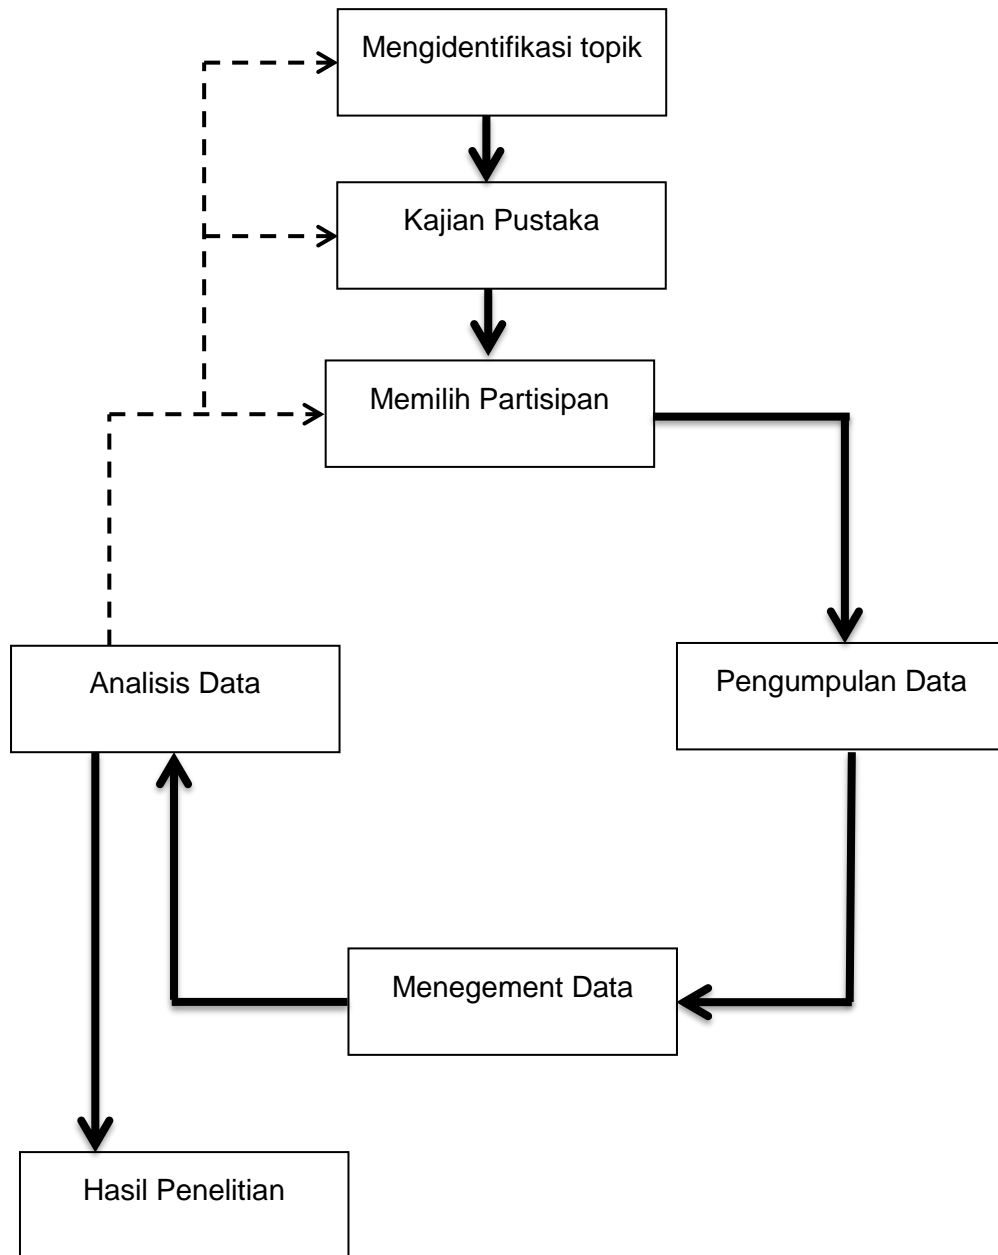 Mengidentifikasi topik
Kajian Pustaka
Memilih Partisipan
Pengumpulan Data
Menegement Data
Analisis Data
Hasil Penelitian